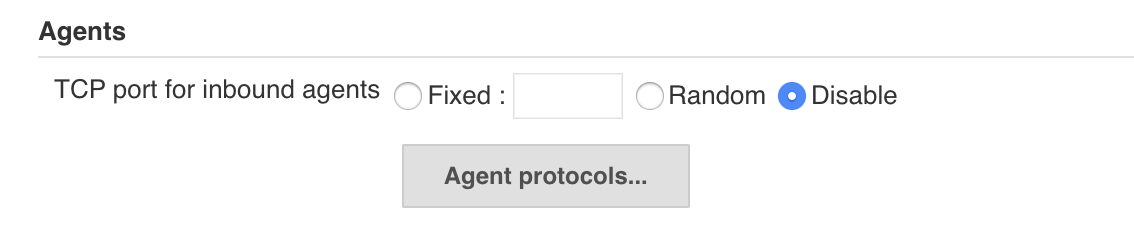 Agents
TCP port for inbound agents Fixed : Random Disable
Agent protocols...